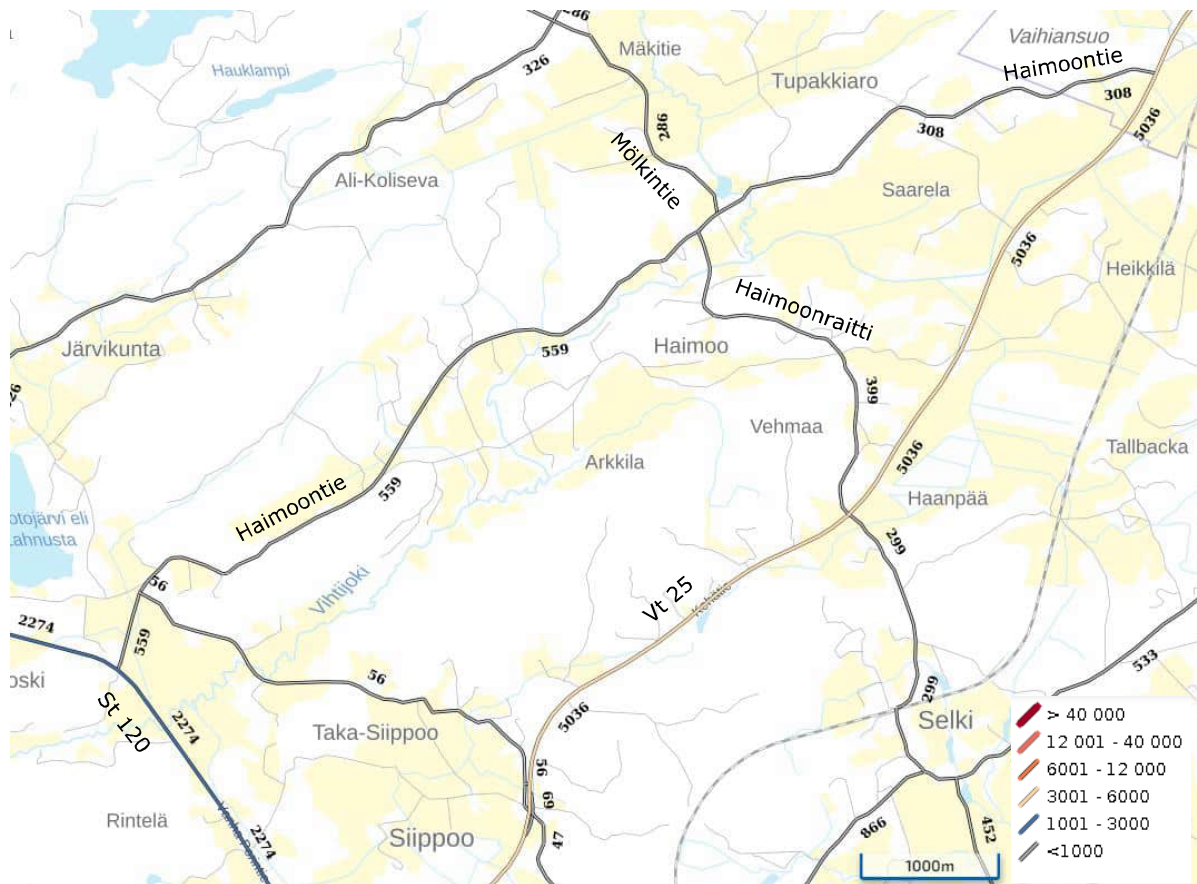 286
Mäkitie
Vaihiansuo
Haimoontie
Hauklampi
326
Tupakkiaro
308
5036
286
308
Mölkintie
Ali-Koliseva
Saarela
5036
Heikkilä
Haimoonraitti
Järvikunta
559
Haimoo
399
Vehmaa
Tallbacka
Arkkila
5036
559
Haimoontie
Haanpää
299
Vihtijoki
56
Vt 25
2274
559
533
56
299
St 120
2274
5036
Selki
Taka-Siippoo
56
69
Rintelä
Siippoo
47
2274
866
452
> 40 000
12 001 - 40 000
6001 - 12 000
3001 - 6000
1001 - 3000
<1000
1000m